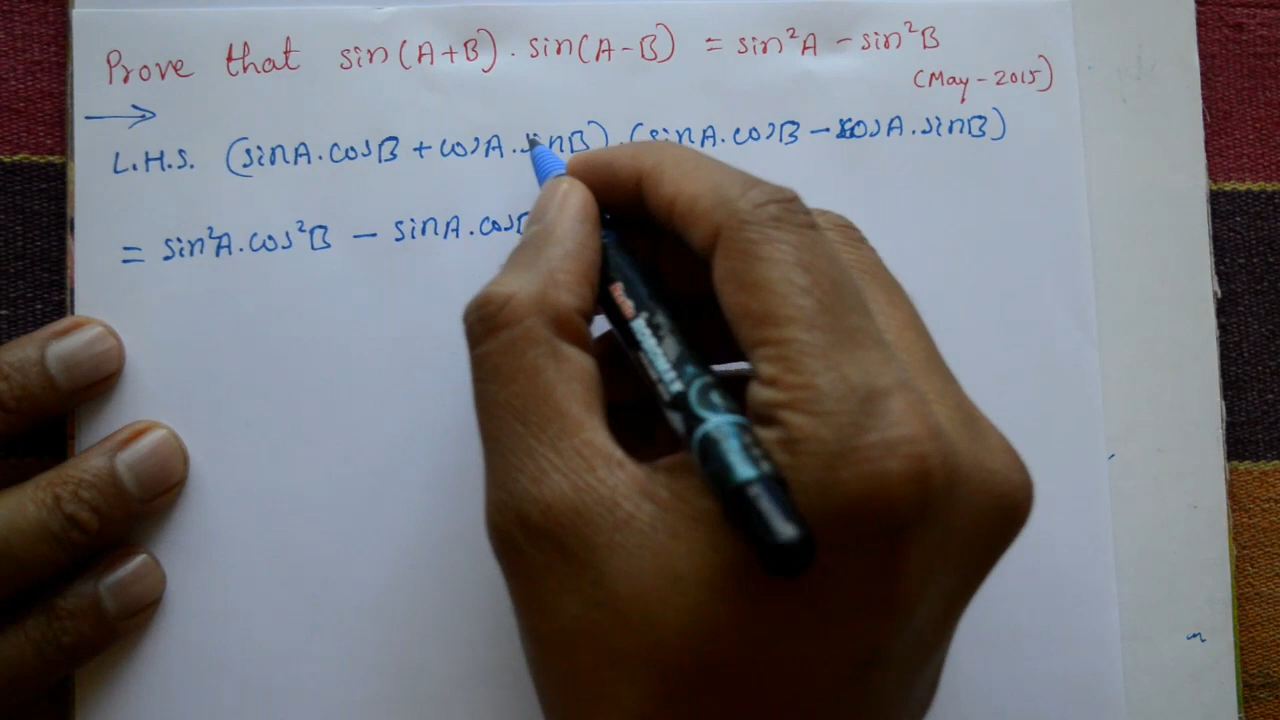 Prove that sin(A+B) . sin(A-B) = sin²A - sin²B
(May-2015)
L.H.S. (sinA.cosB + cosA.sinB).(sinA.cosB - cosA.sinB)
= sin²A.cos²B - sinA.cos